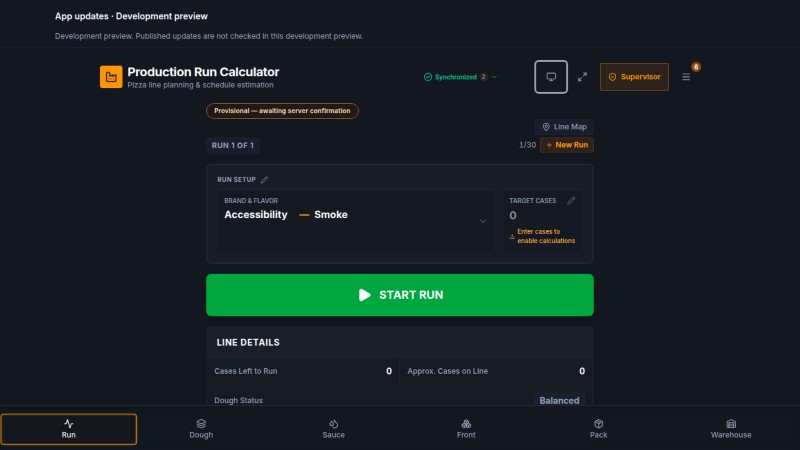 App updates · Development preview
Development preview. Published updates are not checked in this development preview.
Production Run Calculator
Pizza line planning & schedule estimation
Synchronized 2
Supervisor
6
Provisional — awaiting server confirmation
Line Map
RUN 1 OF 1
1/30
+ New Run
RUN SETUP
BRAND & FLAVOR
Accessibility — Smoke
TARGET CASES
0
Enter cases to
enable calculations
START RUN
LINE DETAILS
Cases Left to Run 0
Approx. Cases on Line 0
Dough Status Balanced
Run
Dough
Sauce
Front
Pack
Warehouse